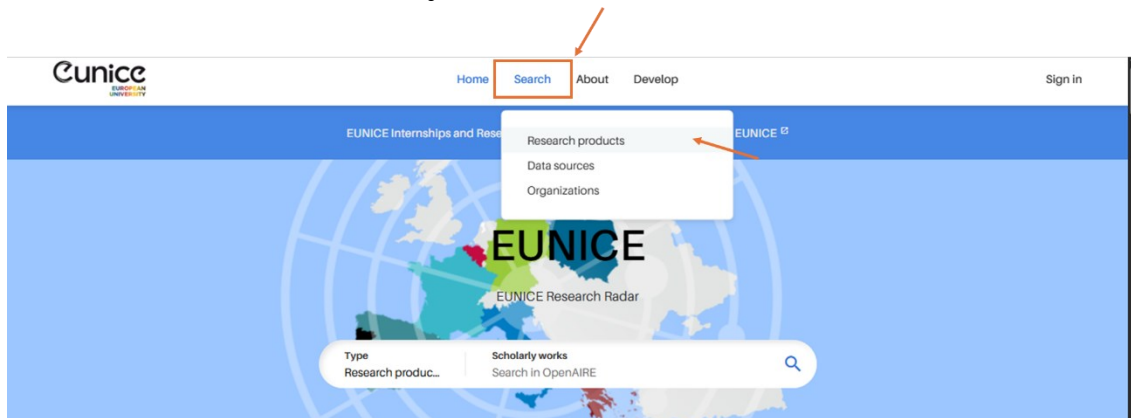 eunice
EUROPEAN
UNIVERSITY
Home Search About Develop
Sign in
EUNICE Internships and Rese
EUNICE
Research products
Data sources
Organizations
EUNICE
EUNICE Research Radar
Type
Research produc...
Scholarly works
Search in OpenAIRE